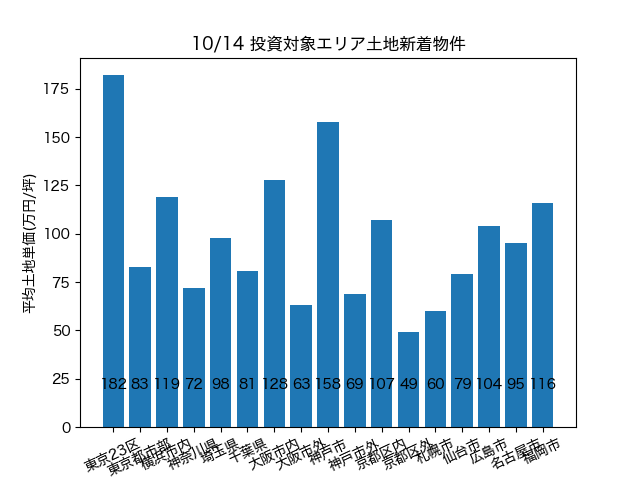 10/14 投資対象エリア土地新着物件
平均土地単価(万円/坪)
175
150
125
100
75
50
25
0
182 83 119 72 98 81 128 63 158 69 107 49 60 79 104 95 116
東京23区
東京都市部
横浜市内
神奈川県
埼玉県
千葉県
大阪市内
大阪市外
神戸市
神戸市外
京都区内
京都区外
札幌市
仙台市
広島市
名古屋市
福岡市